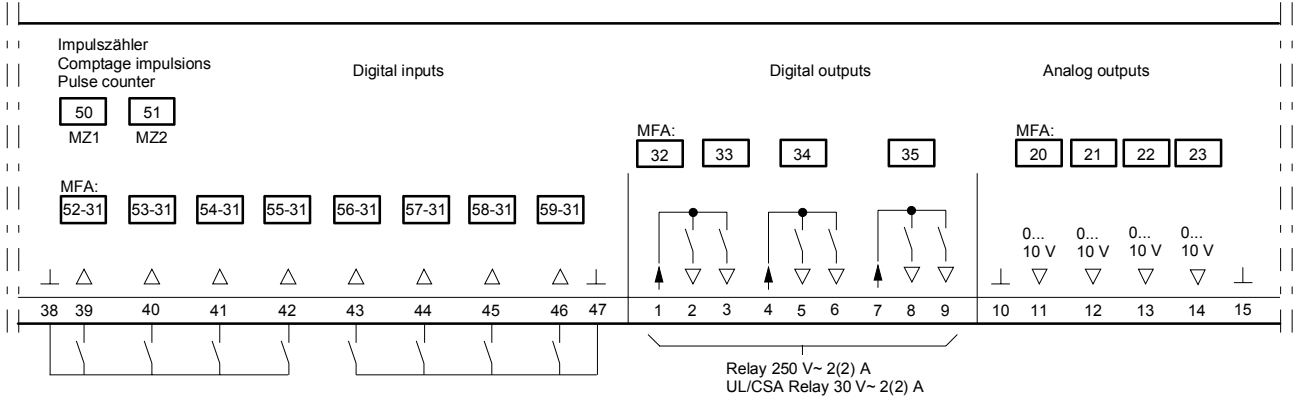 Impulszähler
Comptage impulsions
Pulse counter
Digital inputs
Digital outputs
Analog outputs
50 51
MZ1 MZ2
MFA:
32 33 34 35
MFA:
20 21 22 23
MFA:
52-31 53-31 54-31 55-31 56-31 57-31 58-31 59-31
0... 0... 0... 0...
10 V 10 V 10 V 10 V
38 39 40 41 42 43 44 45 46 47 1 2 3 4 5 6 7 8 9 10 11 12 13 14 15
Relay 250 V~ 2(2) A
UL/CSA Relay 30 V~ 2(2) A